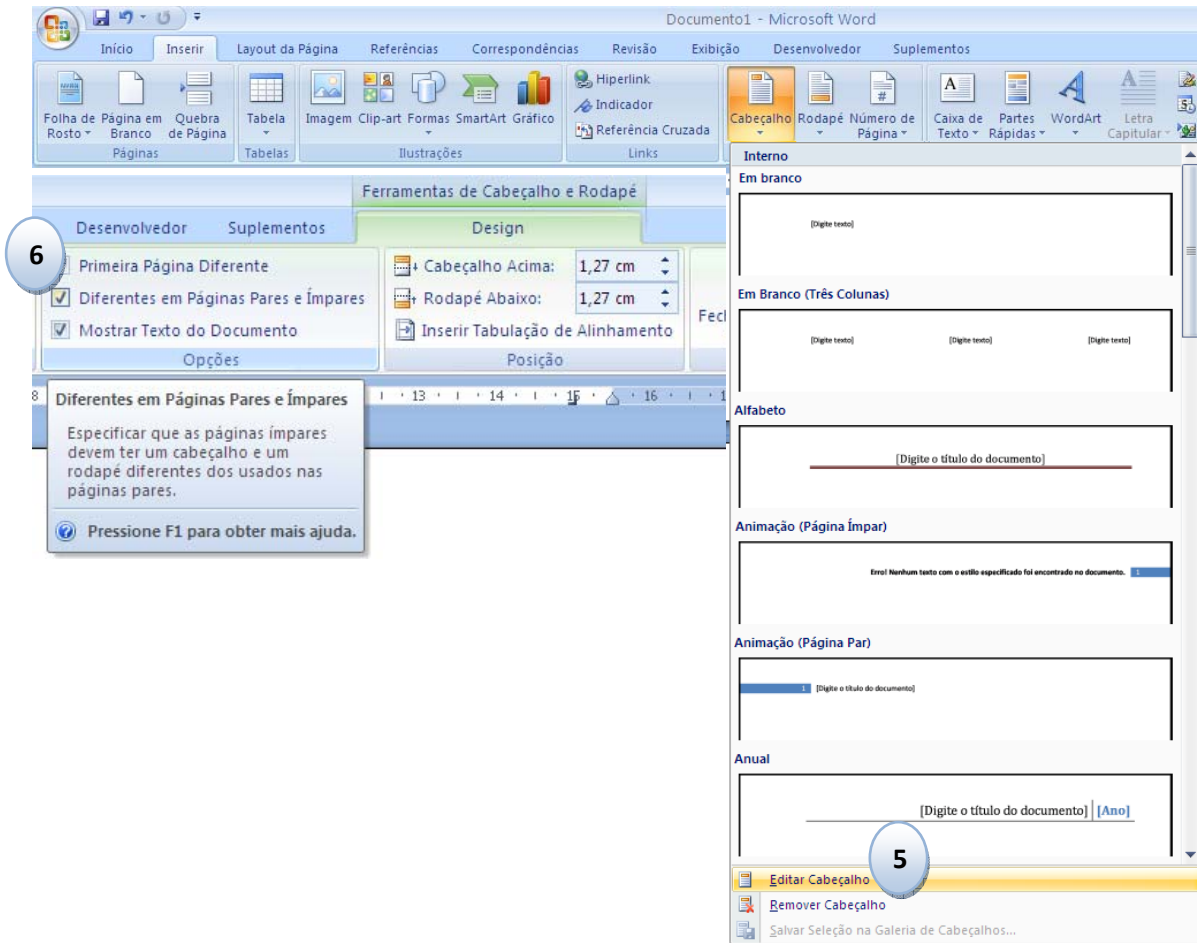 Documento1 - Microsoft Word
Início Inserir Layout da Página Referências Correspondências Revisão Exibição Desenvolvedor Suplementos
Folha de Rosto
Página em Branco
Quebra de Página
Páginas
Tabela
Tabelas
Imagem Clip-art Formas SmartArt Gráfico
Ilustrações
Hiperlink
Indicador
Referência Cruzada
Links
Cabeçalho Rodapé
Número de Página
Caixa de Texto
Partes Rápidas
WordArt
Letra Capitular
Ferramentas de Cabeçalho e Rodapé
Desenvolvedor Suplementos Design
6
Primeira Página Diferente
Diferentes em Páginas Pares e Ímpares
Mostrar Texto do Documento
Opções
Cabeçalho Acima: 1,27 cm
Rodapé Abaixo: 1,27 cm
Inserir Tabulação de Alinhamento
Posição
Fecl
8 13 14 15 16 1
Diferentes em Páginas Pares e Ímpares
Especificar que as páginas ímpares
devem ter um cabeçalho e um
rodapé diferentes dos usados nas
páginas pares.
Pressione F1 para obter mais ajuda.
Interno
Em branco
[Digite texto]
Em Branco (Três Colunas)
[Digite texto] [Digite texto] [Digite texto]
Alfabeto
[Digite o título do documento]
Animação (Página Ímpar)
Erro! Nenhum texto com o estilo especificado foi encontrado no documento. 1
Animação (Página Par)
1 [Digite o título do documento]
Anual
[Digite o título do documento] [Ano]
5
Editar Cabeçalho
Remover Cabeçalho
Salvar Seleção na Galeria de Cabeçalhos...